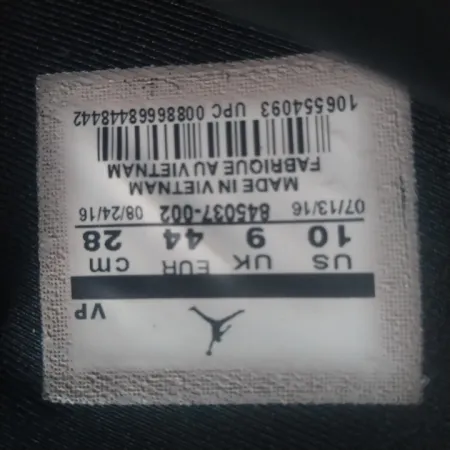 VP
US UK EUR cm
10 9 44 28
07/13/16 845037-002 08/24/16
MADE IN VIETNAM
FABRIQUE AU VIETNAM
106554093 UPC 00886668448442